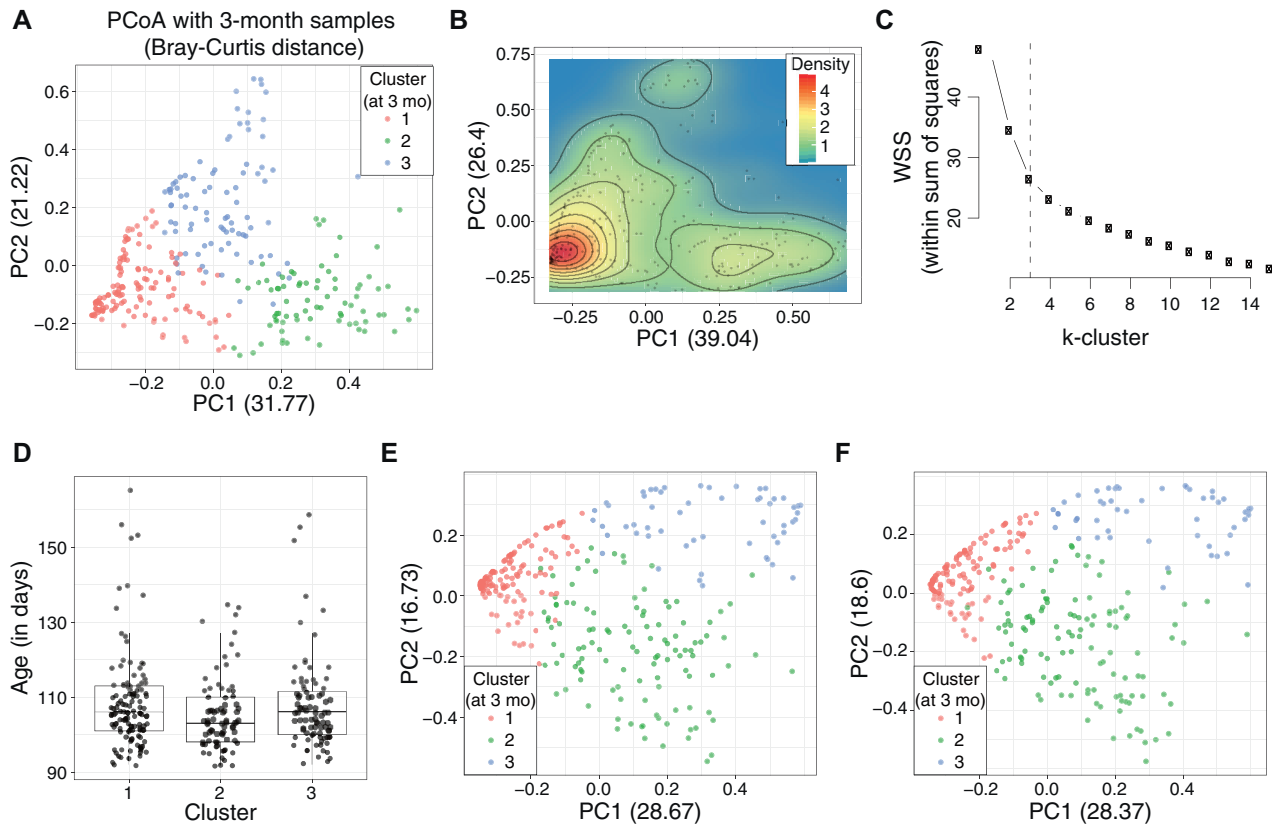 A
PCoA with 3-month samples
(Bray-Curtis distance)
Cluster
(at 3 mo)
1
2
3
0.6
0.4
0.2
0.0
−0.2
PC2 (21.22)
−0.2
0.0
0.2
0.4
PC1 (31.77)
B
Density
4
3
2
1
0.75
0.50
0.25
0.00
−0.25
PC2 (26.4)
−0.25
0.00
0.25
0.50
PC1 (39.04)
C
WSS
(within sum of squares)
40
30
20
2
4
6
8
10
12
14
k-cluster
D
Age (in days)
150
130
110
90
1
2
3
Cluster
E
PC2 (16.73)
0.2
0.0
−0.2
−0.4
Cluster
(at 3 mo)
1
2
3
−0.2
0.0
0.2
0.4
PC1 (28.67)
F
PC2 (18.6)
0.2
0.0
−0.2
−0.4
Cluster
(at 3 mo)
1
2
3
−0.2
0.0
0.2
0.4
0.6
PC1 (28.37)